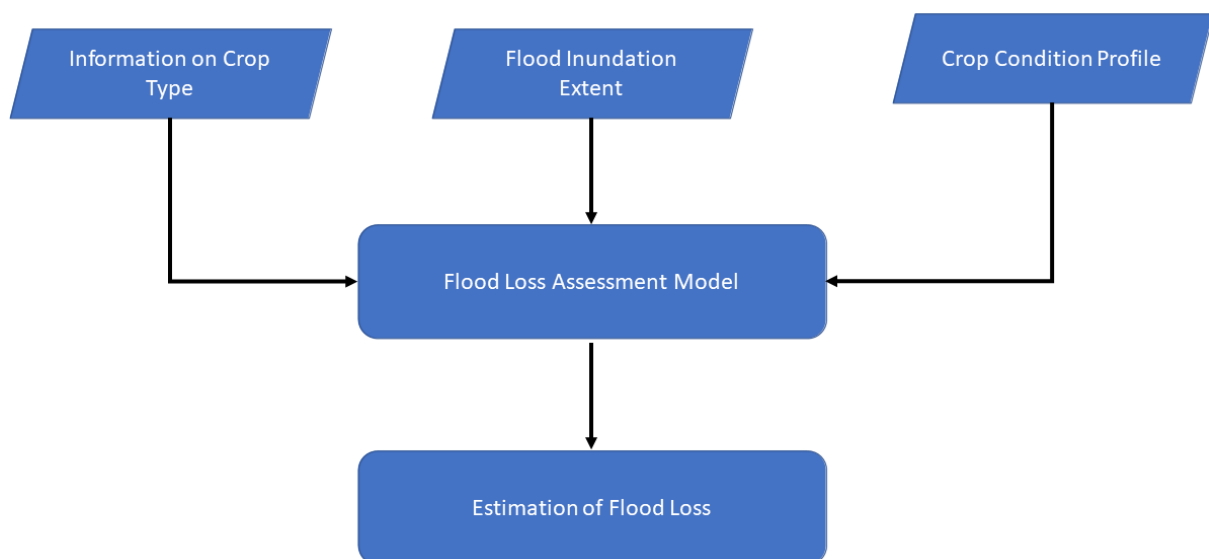 Information on Crop
Type
Flood Inundation
Extent
Crop Condition Profile
Flood Loss Assessment Model
Estimation of Flood Loss